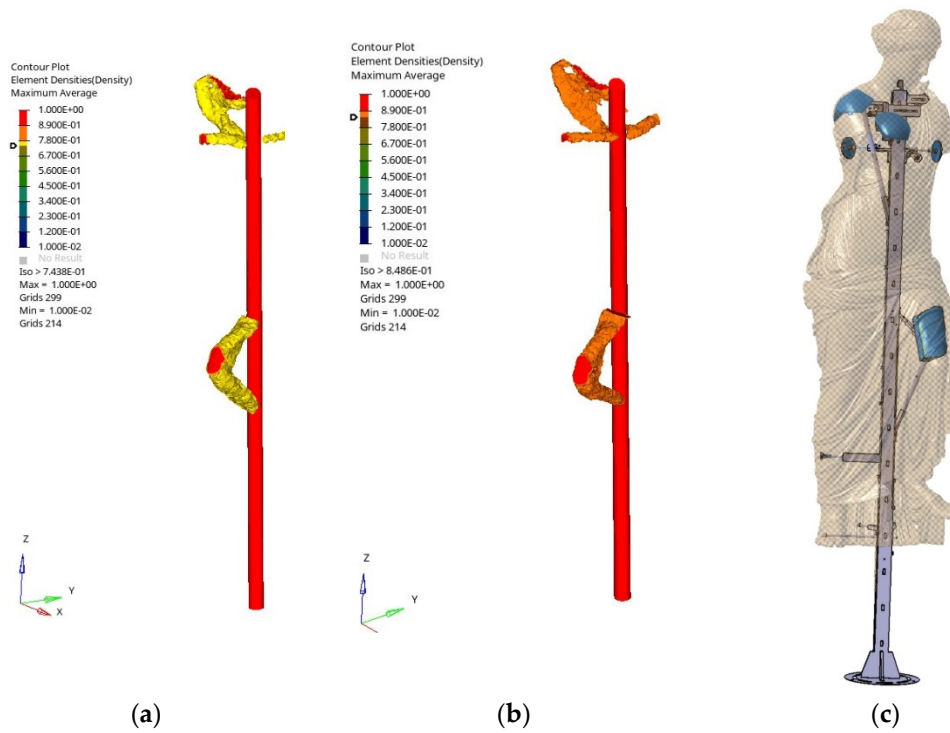 Contour Plot
Element Densities(Density)
Maximum Average
1.000E+00
8.900E-01
7.800E-01
6.700E-01
5.600E-01
4.500E-01
3.400E-01
2.300E-01
1.200E-01
1.000E-02
No Result
Iso > 7.438E-01
Max = 1.000E+00
Grids 299
Min = 1.000E-02
Grids 214
Z
Y
X
(a)
Contour Plot
Element Densities(Density)
Maximum Average
1.000E+00
8.900E-01
7.800E-01
6.700E-01
5.600E-01
4.500E-01
3.400E-01
2.300E-01
1.200E-01
1.000E-02
No Result
Iso > 8.486E-01
Max = 1.000E+00
Grids 299
Min = 1.000E-02
Grids 214
Z
Y
(b)
(c)